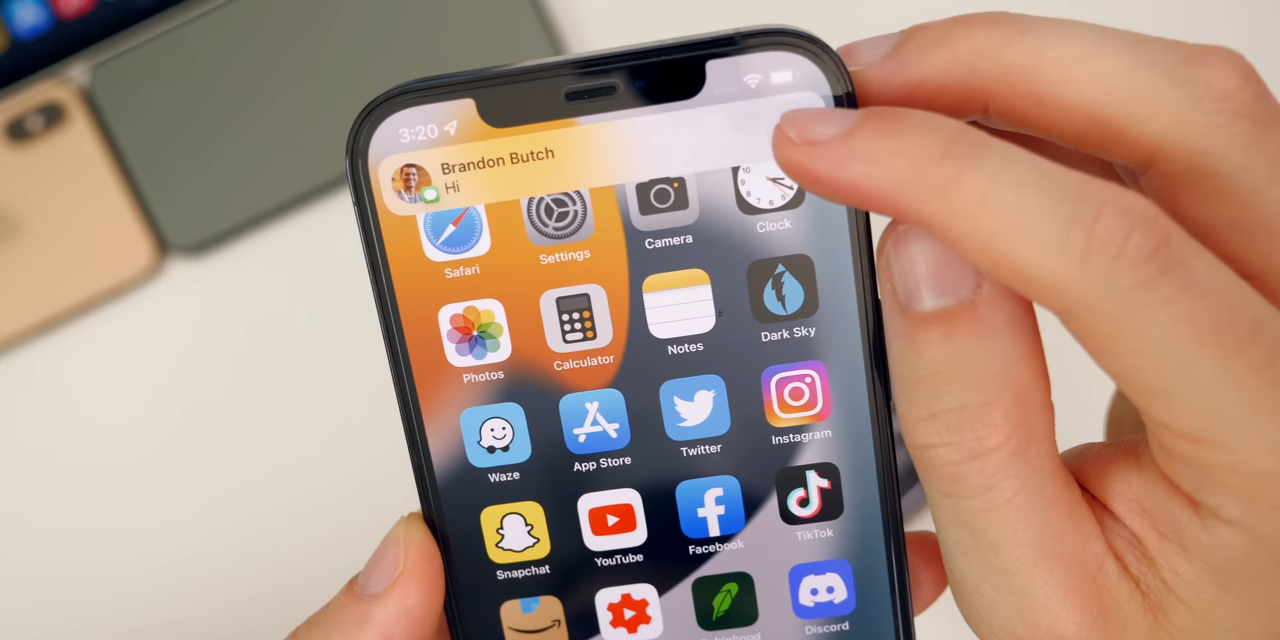 3:20
Brandon Butch
Hi
Safari
Settings
Camera
Clock
Photos
Calculator
Notes
Dark Sky
Waze
App Store
Twitter
Instagram
Snapchat
YouTube
Facebook
TikTok
Robinhood
Discord